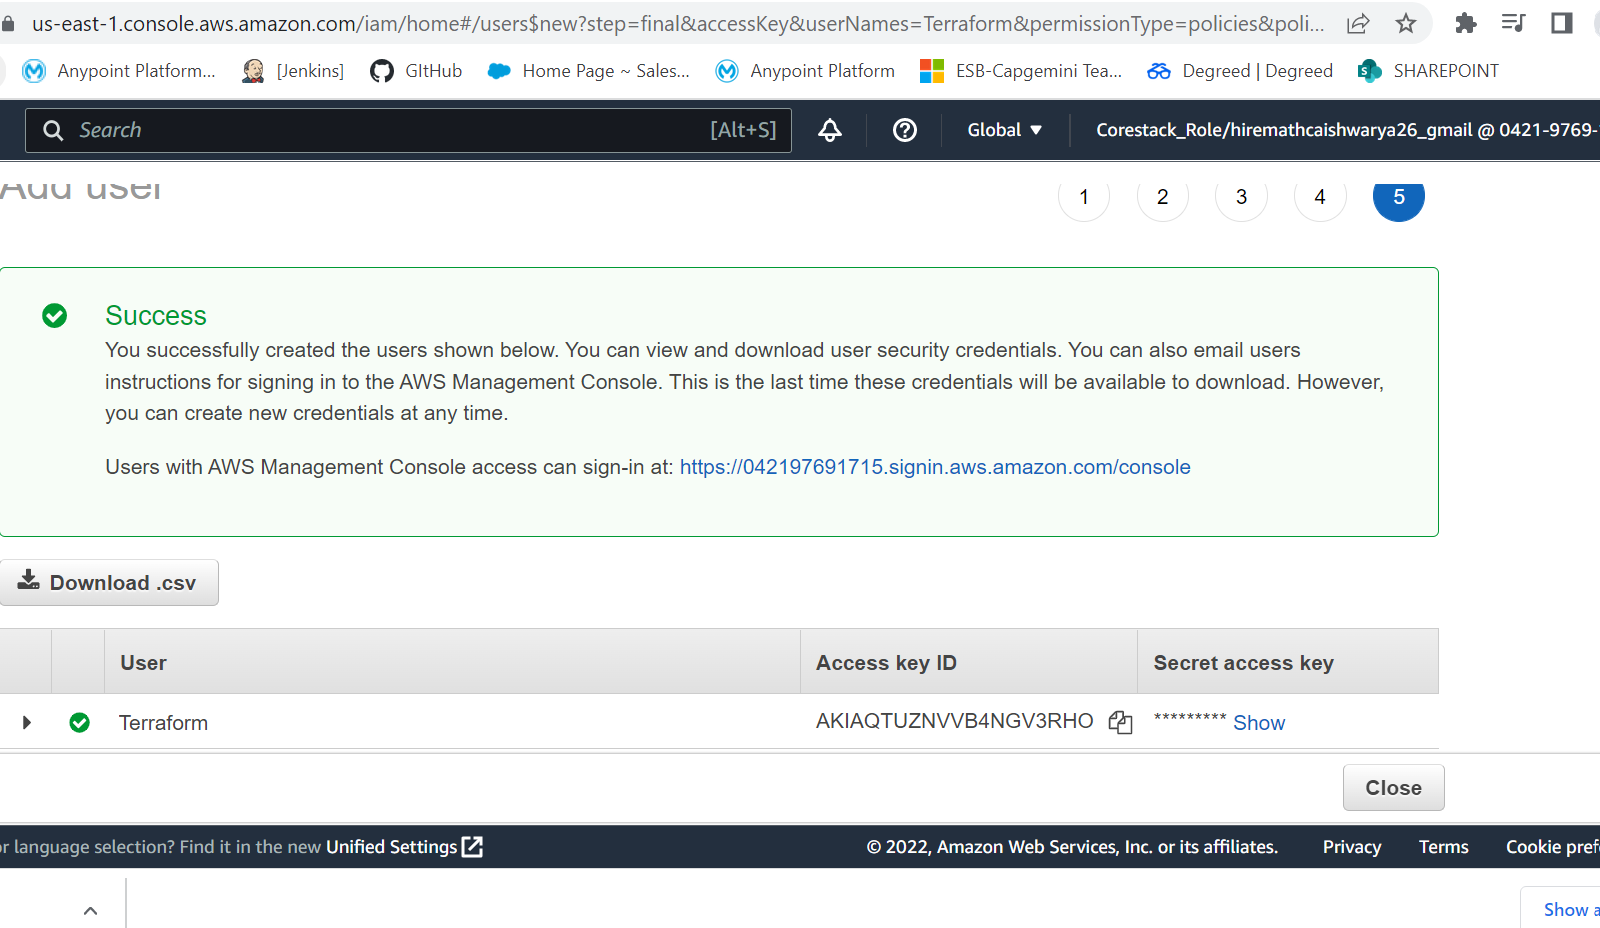 us-east-1.console.aws.amazon.com/iam/home#/users$new?step=final&accessKey&userNames=Terraform&permissionType=policies&poli...
Anypoint Platform... [Jenkins] GItHub Home Page ~ Sales... Anypoint Platform ESB-Capgemini Tea... Degreed | Degreed SHAREPOINT
Search [Alt+S] Global ▼ Corestack_Role/hiremathcaishwarya26_gmail @ 0421-9769-
Add user 1 2 3 4 5
Success
You successfully created the users shown below. You can view and download user security credentials. You can also email users
instructions for signing in to the AWS Management Console. This is the last time these credentials will be available to download. However,
you can create new credentials at any time.
Users with AWS Management Console access can sign-in at: https://042197691715.signin.aws.amazon.com/console
Download .csv
User Access key ID Secret access key
Terraform AKIAQTUZNVVB4NGV3RHO ********* Show
Close
or language selection? Find it in the new Unified Settings © 2022, Amazon Web Services, Inc. or its affiliates. Privacy Terms Cookie pref
Show a